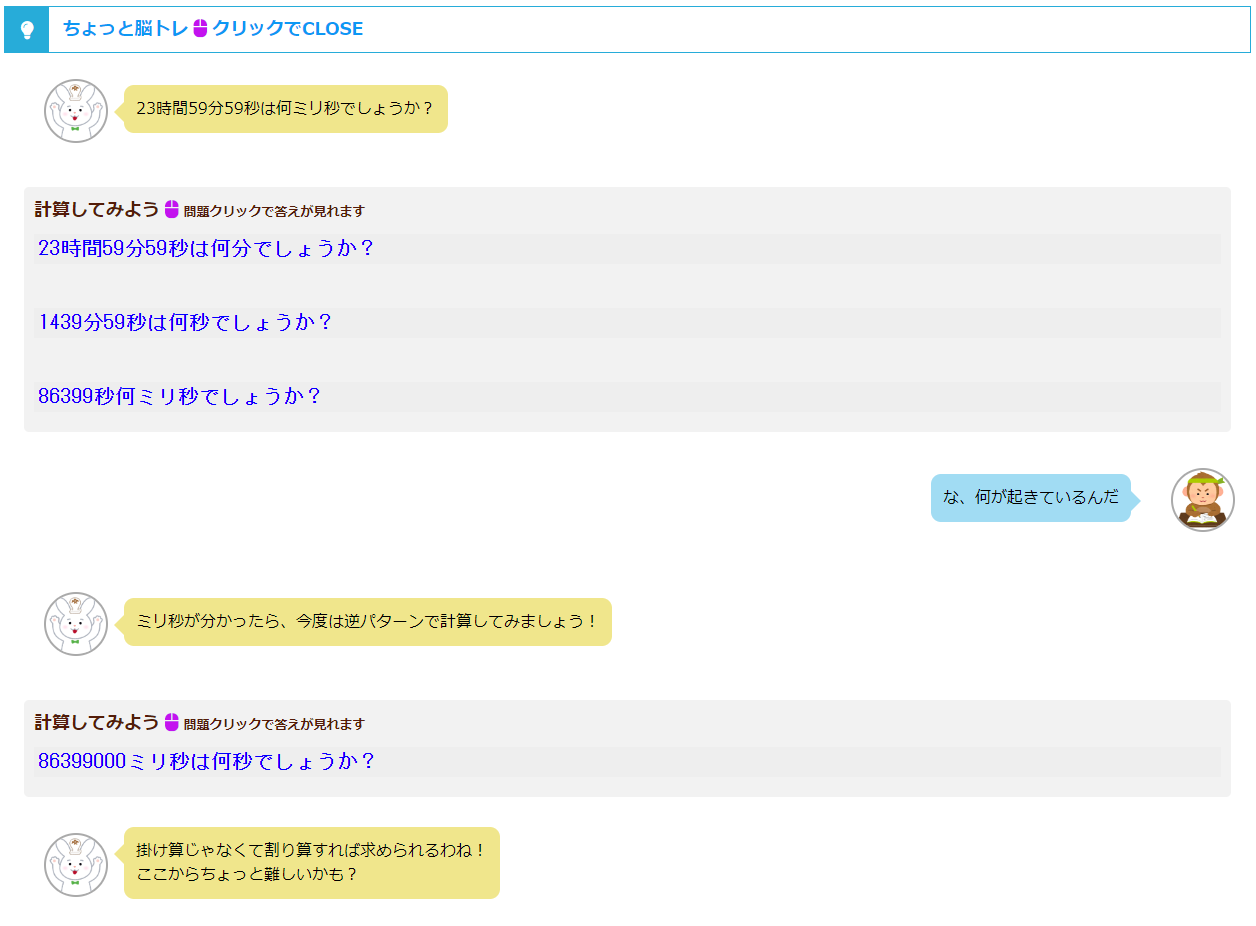 ちょっと脳トレ クリックでCLOSE
23時間59分59秒は何ミリ秒でしょうか？
計算してみよう 問題クリックで答えが見れます
23時間59分59秒は何分でしょうか？
1439分59秒は何秒でしょうか？
86399秒何ミリ秒でしょうか？
な、何が起きているんだ
ミリ秒が分かったら、今度は逆パターンで計算してみましょう！
計算してみよう 問題クリックで答えが見れます
86399000ミリ秒は何秒でしょうか？
掛け算じゃなくて割り算すれば求められるわね！
ここからちょっと難しいかも？